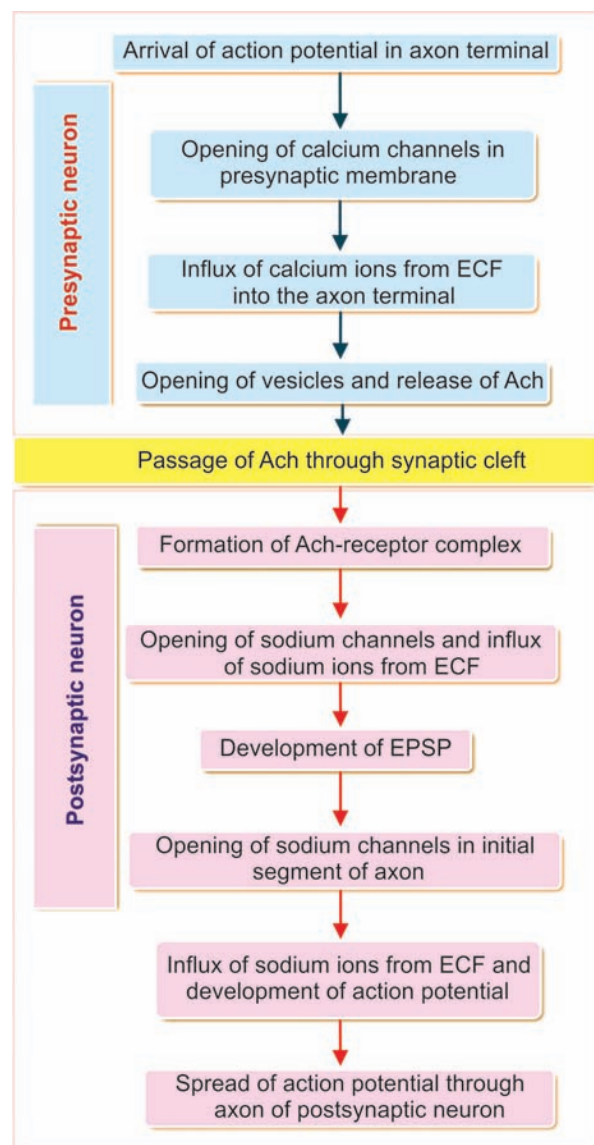 Arrival of action potential in axon terminal
Presynaptic neuron
Opening of calcium channels in
presynaptic membrane
Influx of calcium ions from ECF
into the axon terminal
Opening of vesicles and release of Ach
Passage of Ach through synaptic cleft
Postsynaptic neuron
Formation of Ach-receptor complex
Opening of sodium channels and influx
of sodium ions from ECF
Development of EPSP
Opening of sodium channels in initial
segment of axon
Influx of sodium ions from ECF and
development of action potential
Spread of action potential through
axon of postsynaptic neuron